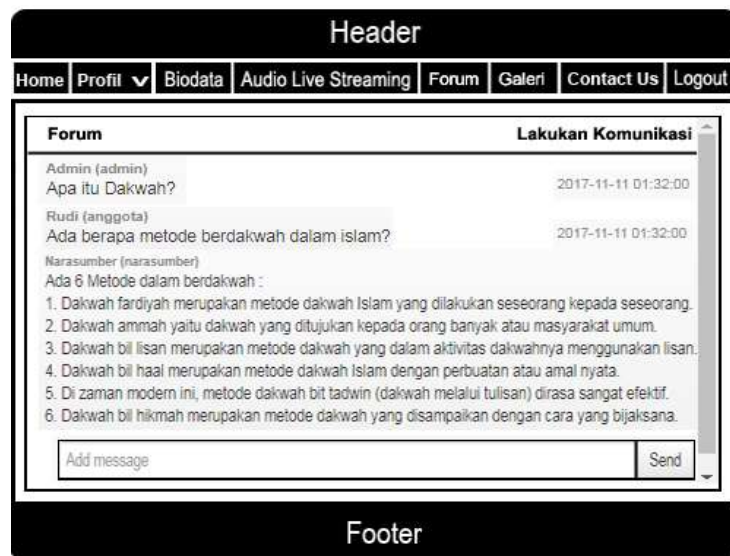 Header
Home Profil Biodata Audio Live Streaming Forum Galeri Contact Us Logout
Forum Lakukan Komunikasi
Admin (admin)
Apa itu Dakwah? 2017-11-11 01:32:00
Rudi (anggota)
Ada berapa metode berdakwah dalam islam? 2017-11-11 01:32:00
Narasumber (narasumber)
Ada 6 Metode dalam berdakwah :
1. Dakwah fardiyah merupakan metode dakwah Islam yang dilakukan seseorang kepada seseorang.
2. Dakwah ammah yaitu dakwah yang ditujukan kepada orang banyak atau masyarakat umum.
3. Dakwah bil lisan merupakan metode dakwah yang dalam aktivitas dakwahnya menggunakan lisan.
4. Dakwah bil haal merupakan metode dakwah Islam dengan perbuatan atau amal nyata.
5. Di zaman modern ini, metode dakwah bit tadwin (dakwah melalui tulisan) dirasa sangat efektif.
6. Dakwah bil hikmah merupakan metode dakwah yang disampaikan dengan cara yang bijaksana.
Add message Send
Footer